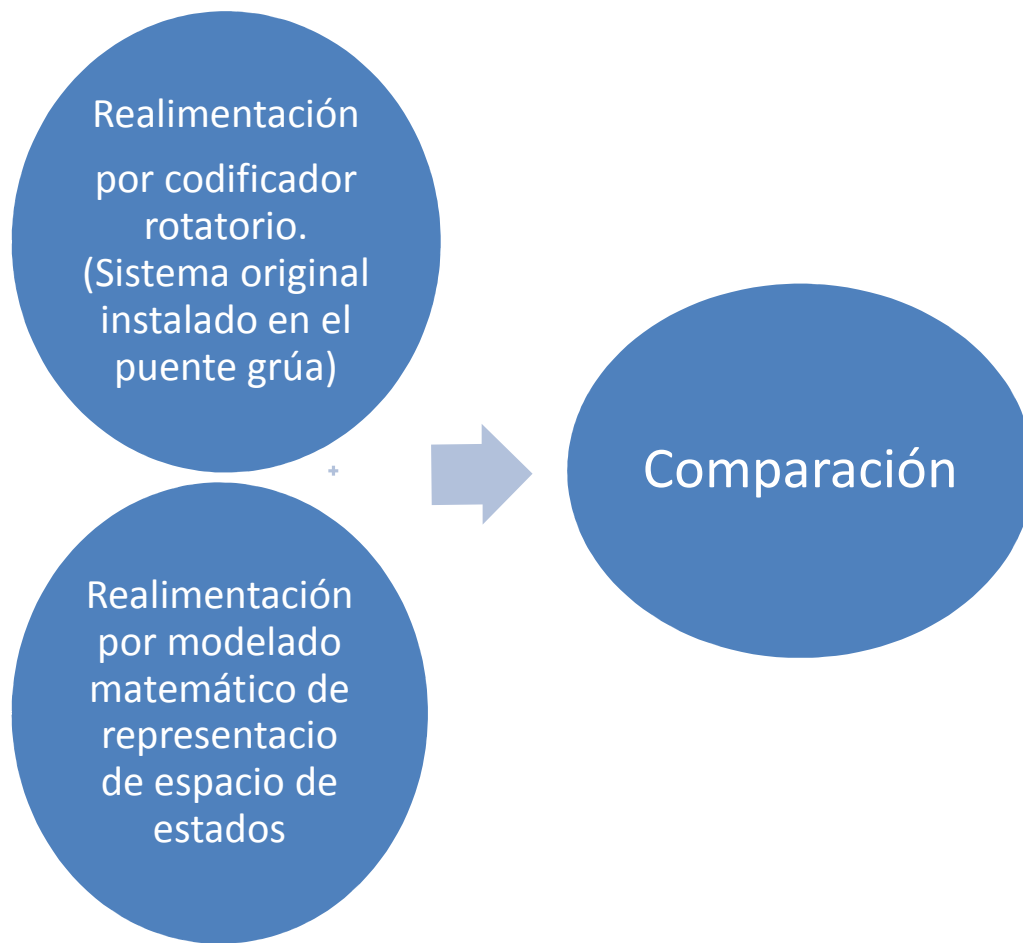 Realimentación
por codificador
rotatorio.
(Sistema original
instalado en el
puente grúa)
Realimentación
por modelado
matemático de
representacio
de espacio de
estados
Comparación